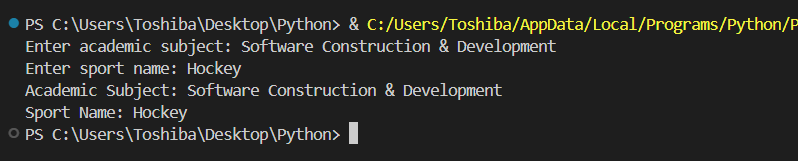 PS C:\Users\Toshiba\Desktop\Python> & C:/Users/Toshiba/AppData/Local/Programs/Python/P
Enter academic subject: Software Construction & Development
Enter sport name: Hockey
Academic Subject: Software Construction & Development
Sport Name: Hockey
PS C:\Users\Toshiba\Desktop\Python>